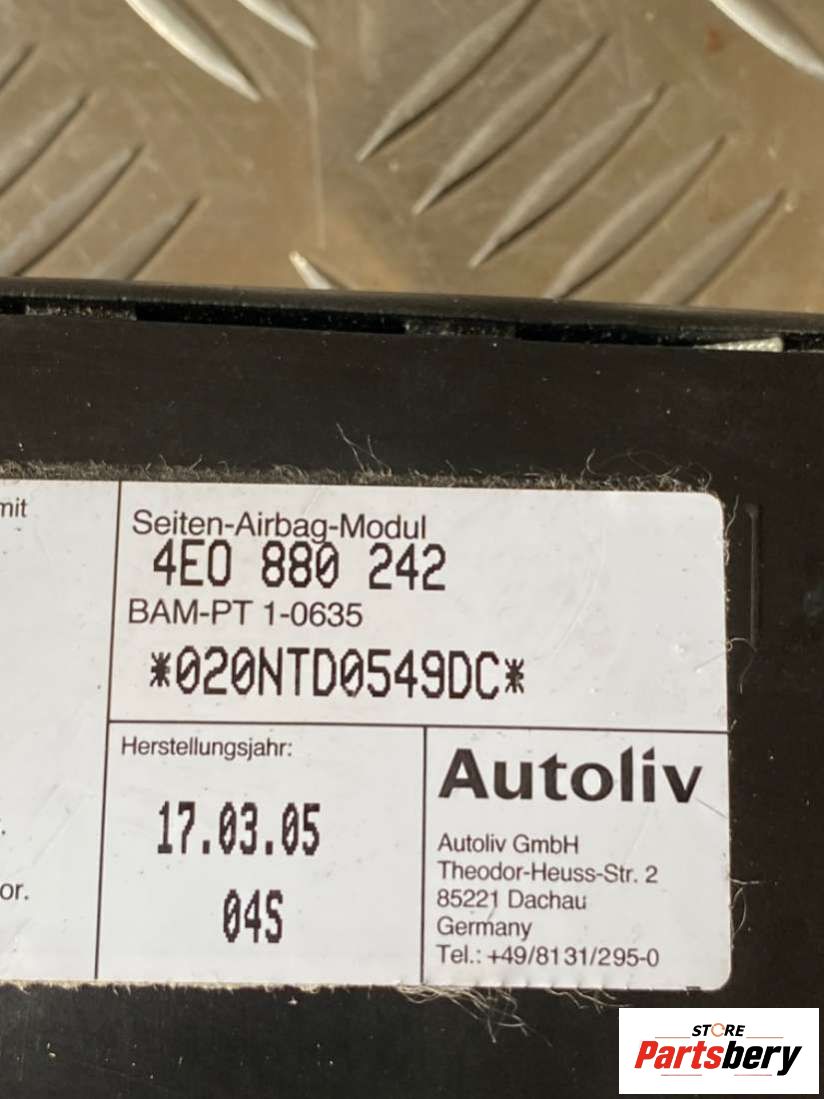 mit
Seiten-Airbag-Modul
4E0 880 242
BAM-PT 1-0635
*020NTD0549DC*
Herstellungsjahr:
17.03.05
04S
Autoliv
Autoliv GmbH
Theodor-Heuss-Str. 2
85221 Dachau
Germany
Tel.: +49/8131/295-0
or.
STORE
Partsbery